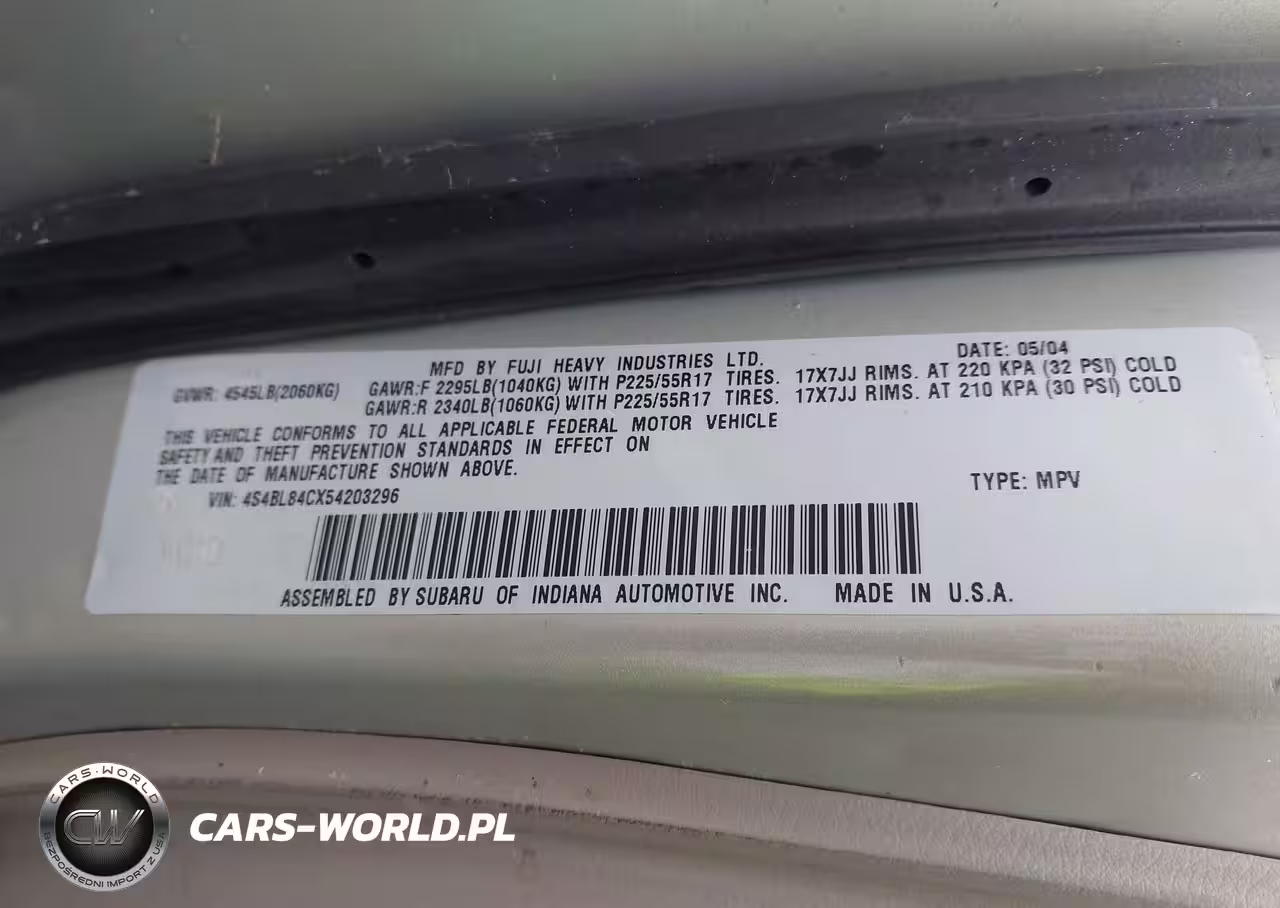 MFD BY FUJI HEAVY INDUSTRIES LTD. DATE: 05/04
GVWR: 4545LB(2060KG) GAWR:F 2295LB(1040KG) WITH P225/55R17 TIRES. 17X7JJ RIMS. AT 220 KPA (32 PSI) COLD
GAWR:R 2340LB(1060KG) WITH P225/55R17 TIRES. 17X7JJ RIMS. AT 210 KPA (30 PSI) COLD
THIS VEHICLE CONFORMS TO ALL APPLICABLE FEDERAL MOTOR VEHICLE
SAFETY AND THEFT PREVENTION STANDARDS IN EFFECT ON
THE DATE OF MANUFACTURE SHOWN ABOVE.
VIN: 4S4BL84CX54203296 TYPE: MPV
ASSEMBLED BY SUBARU OF INDIANA AUTOMOTIVE INC. MADE IN U.S.A.
CARS-WORLD
CW
BEZPOŚREDNI IMPORT Z USA
CARS-WORLD.PL